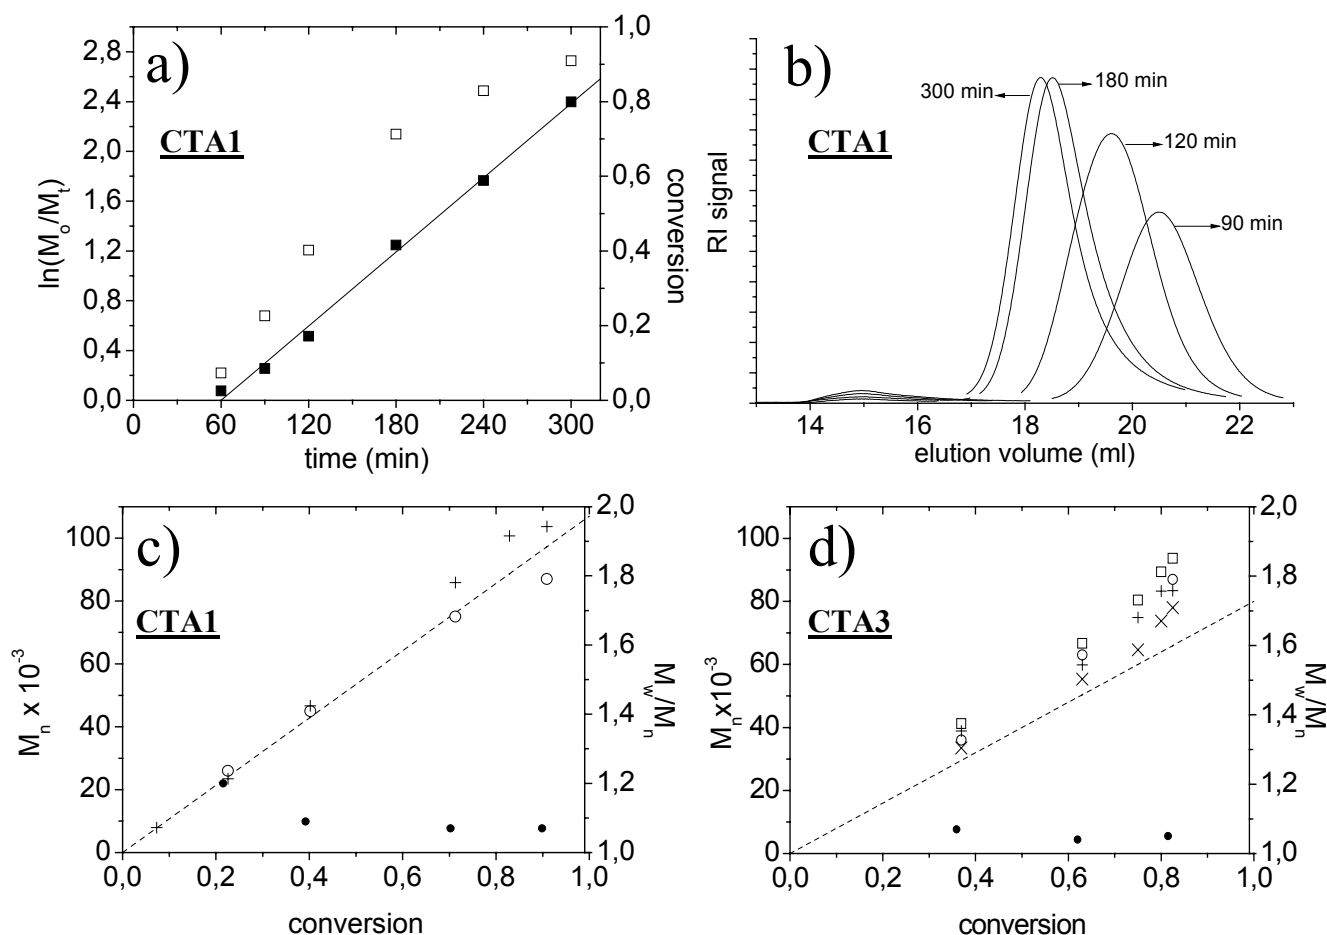 a)
CTA1
ln(M₀/Mₜ)
0,0
0,4
0,8
1,2
1,6
2,0
2,4
2,8
0 60 120 180 240 300
time (min)
0,0
0,2
0,4
0,6
0,8
1,0
conversion
b)
CTA1
RI signal
300 min
180 min
120 min
90 min
14 16 18 20 22
elution volume (ml)
c)
CTA1
Mₙ x 10⁻³
0
20
40
60
80
100
0,0 0,2 0,4 0,6 0,8 1,0
conversion
1,0
1,2
1,4
1,6
1,8
2,0
M_w/Mₙ
d)
CTA3
Mₙ x10⁻³
0
20
40
60
80
100
0,0 0,2 0,4 0,6 0,8 1,0
conversion
1,0
1,2
1,4
1,6
1,8
2,0
M_w/Mₙ